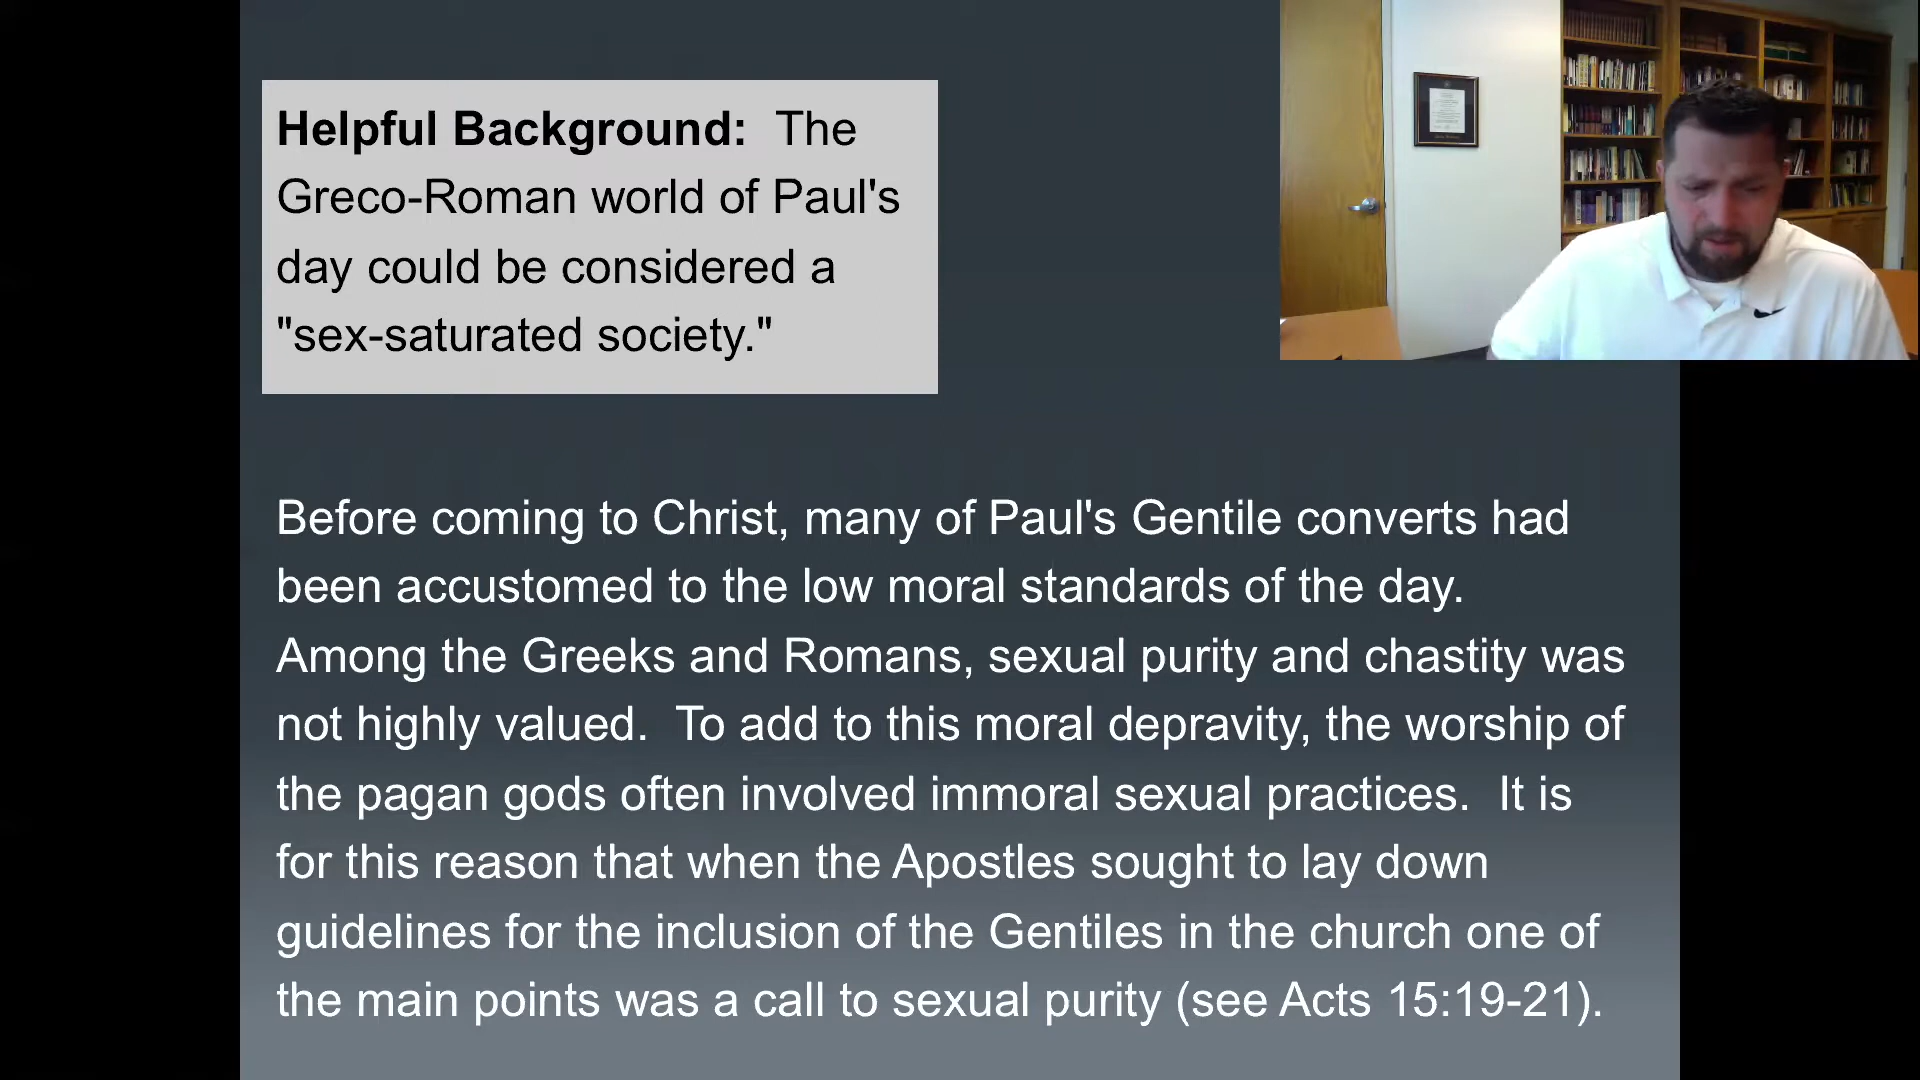 Helpful Background:  The
Greco-Roman world of Paul's
day could be considered a
"sex-saturated society."
Before coming to Christ, many of Paul's Gentile converts had
been accustomed to the low moral standards of the day.
Among the Greeks and Romans, sexual purity and chastity was
not highly valued.  To add to this moral depravity, the worship of
the pagan gods often involved immoral sexual practices.  It is
for this reason that when the Apostles sought to lay down
guidelines for the inclusion of the Gentiles in the church one of
the main points was a call to sexual purity (see Acts 15:19-21).